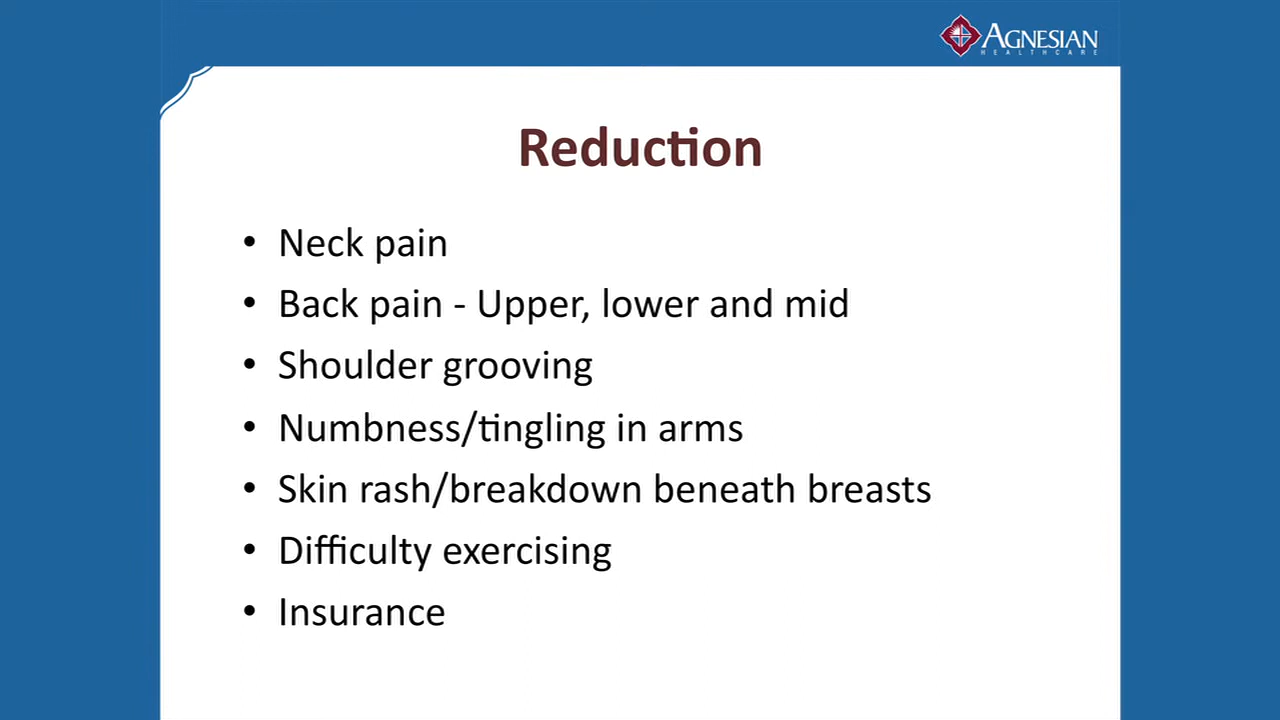 AGNESIAN
HEALTHCARE
Reduction
• Neck pain
• Back pain - Upper, lower and mid
• Shoulder grooving
• Numbness/tingling in arms
• Skin rash/breakdown beneath breasts
• Difficulty exercising
• Insurance